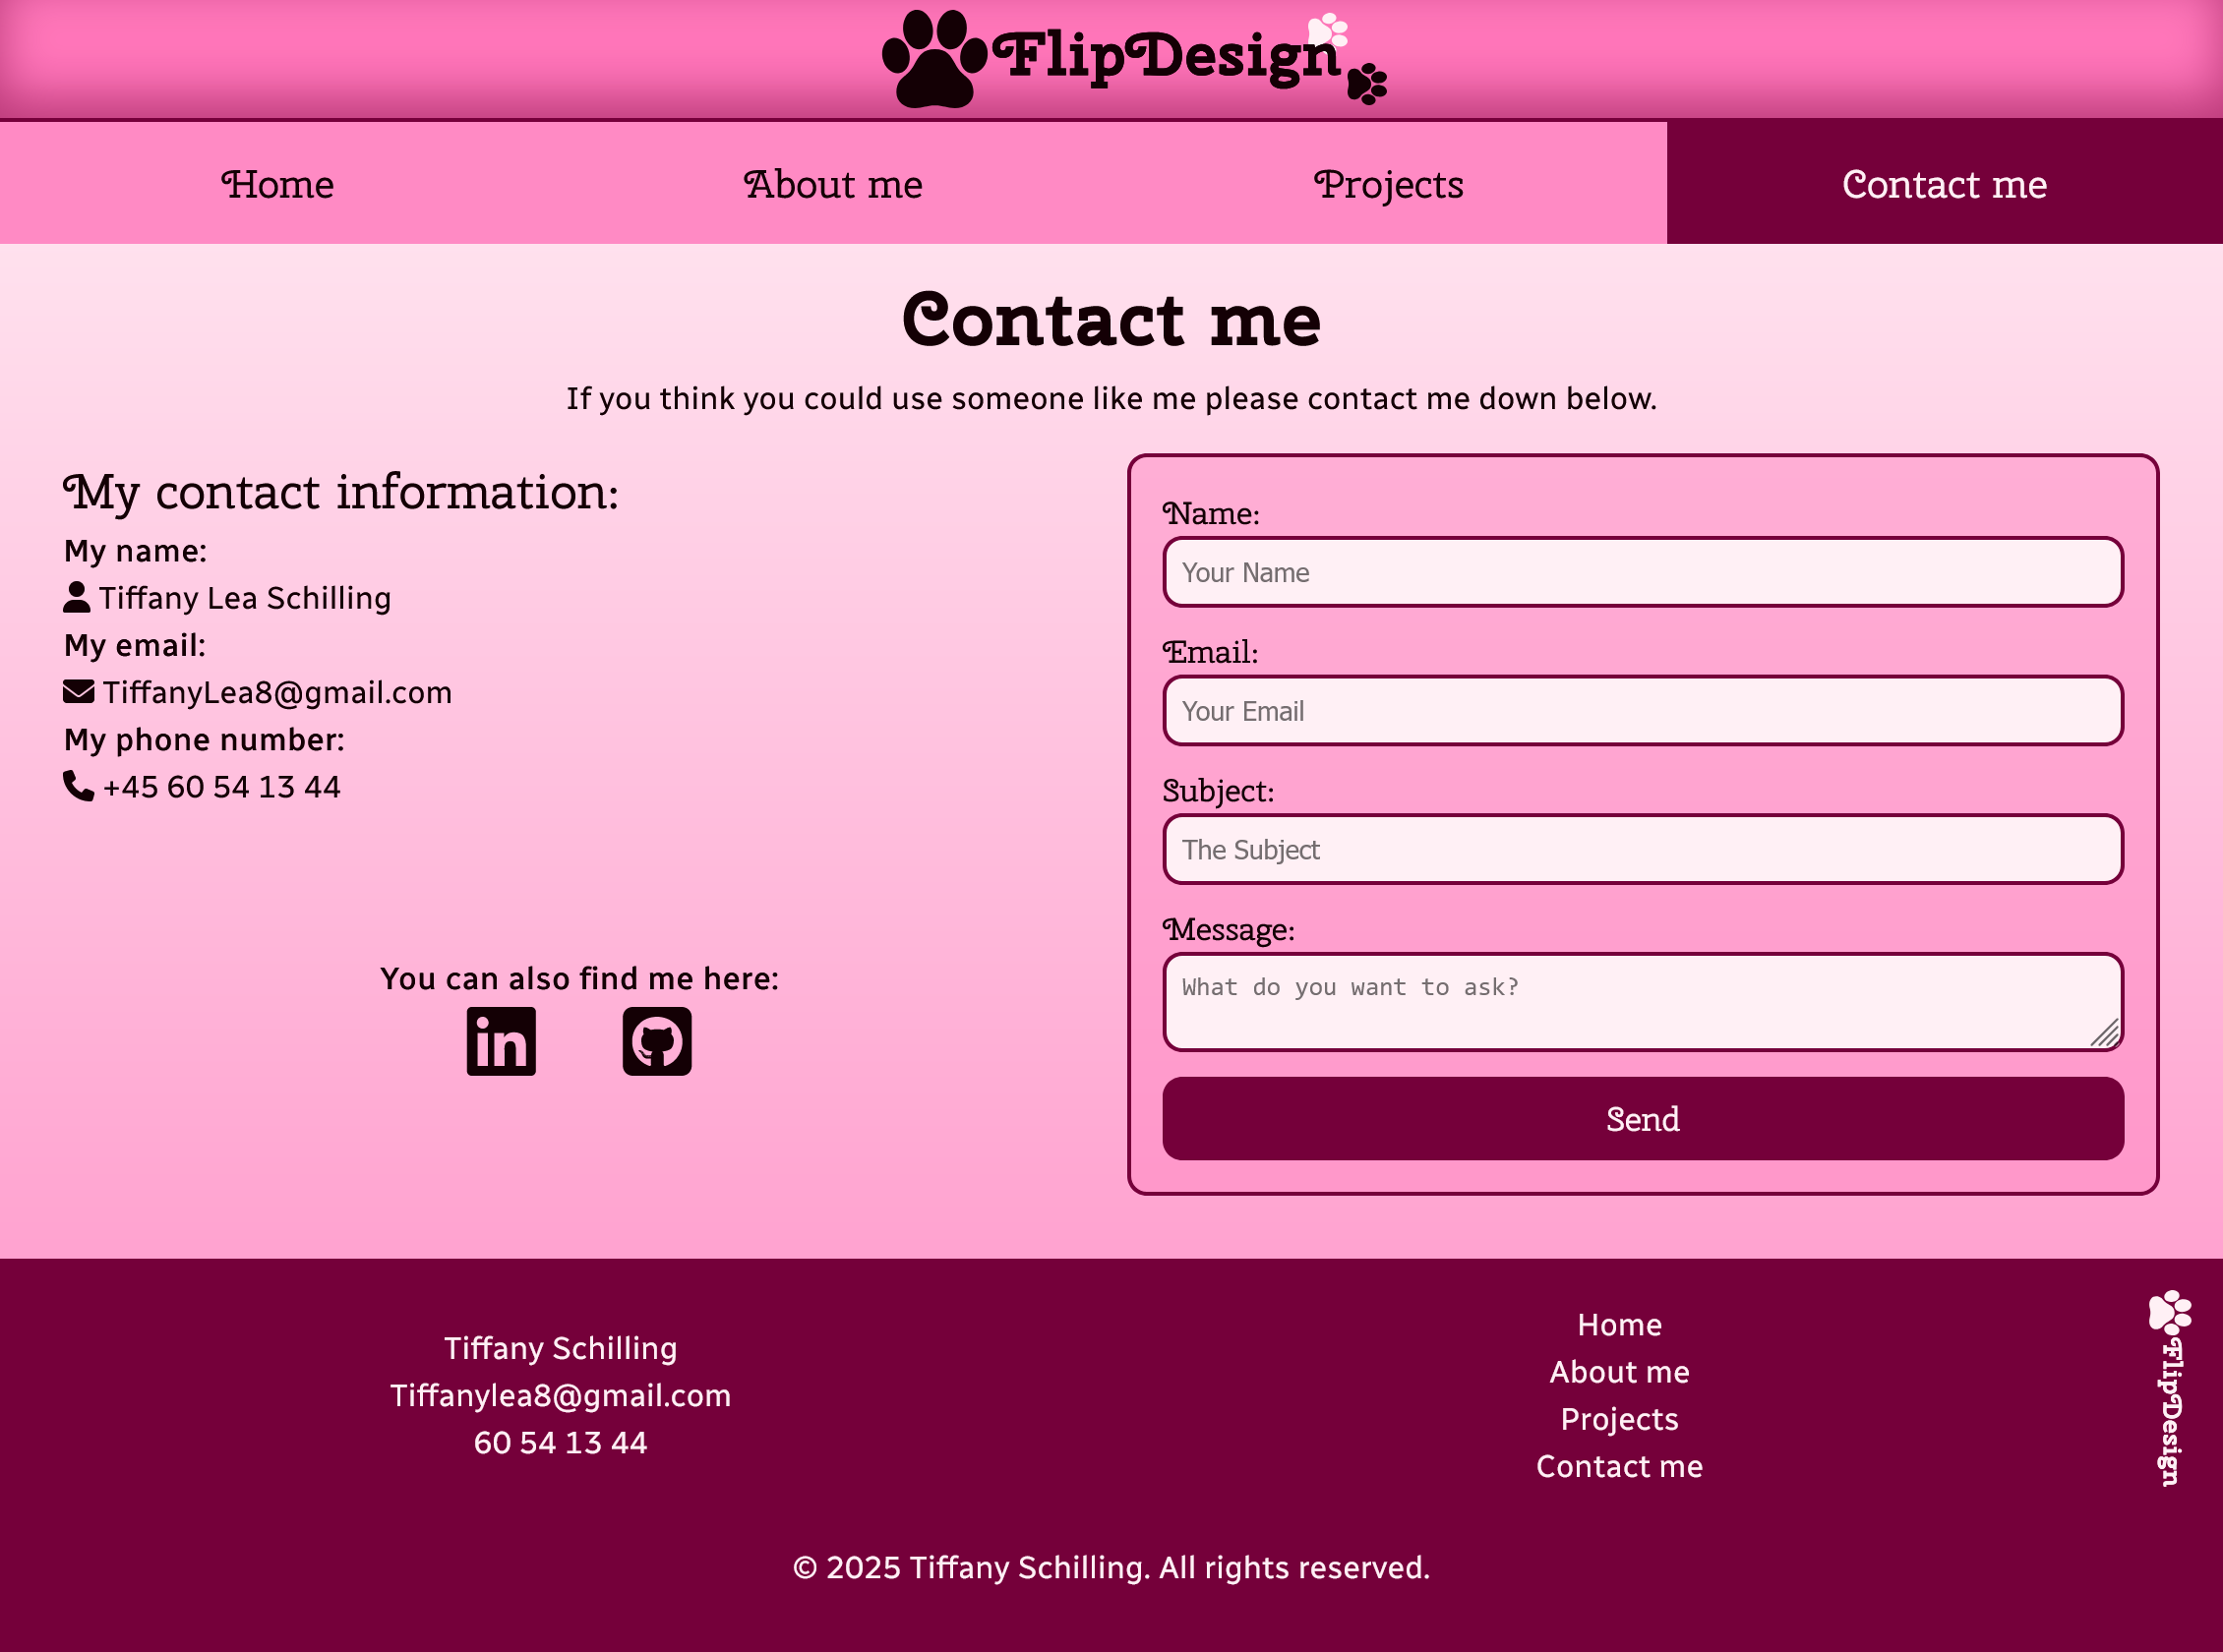 FlipDesign
Home
About me
Projects
Contact me
Contact me
If you think you could use someone like me please contact me down below.
My contact information:
My name:
Tiffany Lea Schilling
My email:
TiffanyLea8@gmail.com
My phone number:
+45 60 54 13 44
You can also find me here:
in
Name:
Your Name
Email:
Your Email
Subject:
The Subject
Message:
What do you want to ask?
Send
Tiffany Schilling
Tiffanylea8@gmail.com
60 54 13 44
Home
About me
Projects
Contact me
FlipDesign
© 2025 Tiffany Schilling. All rights reserved.